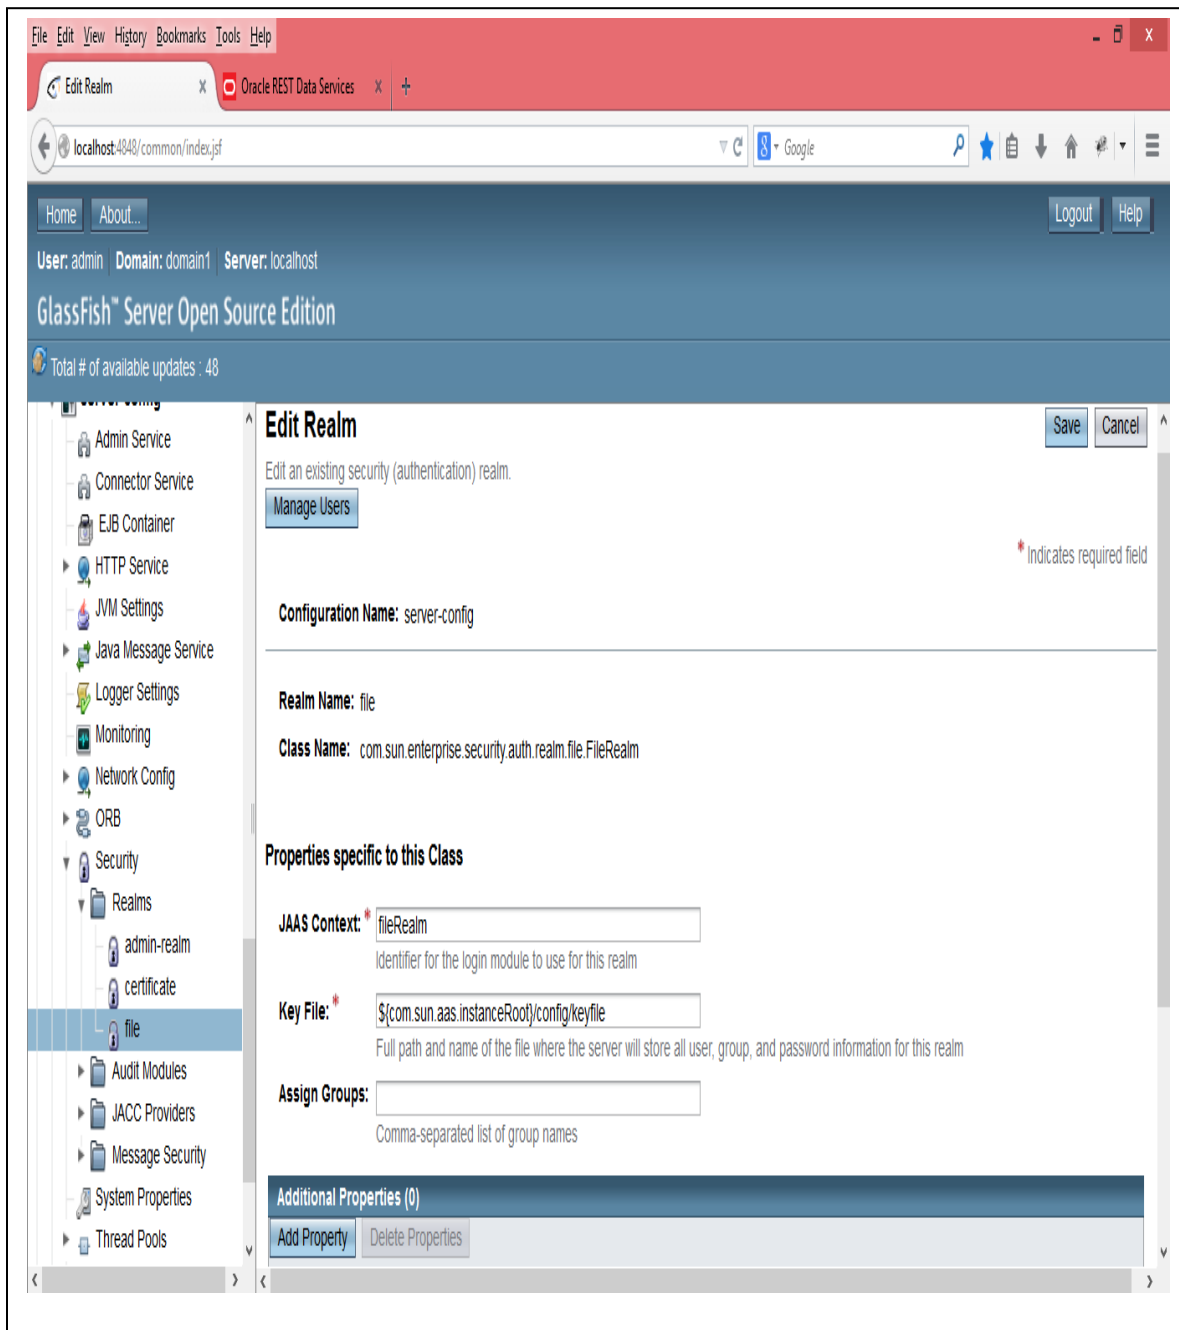 File Edit View History Bookmarks Tools Help
Edit Realm x Oracle REST Data Services x +
localhost:4848/common/index.jsf Google
Home About... Logout Help
User: admin Domain: domain1 Server: localhost
GlassFish™ Server Open Source Edition
Total # of available updates : 48
server-config
Admin Service
Connector Service
EJB Container
HTTP Service
JVM Settings
Java Message Service
Logger Settings
Monitoring
Network Config
ORB
Security
Realms
admin-realm
certificate
file
Audit Modules
JACC Providers
Message Security
System Properties
Thread Pools
Edit Realm Save Cancel
Edit an existing security (authentication) realm.
Manage Users
* Indicates required field
Configuration Name: server-config
Realm Name: file
Class Name: com.sun.enterprise.security.auth.realm.file.FileRealm
Properties specific to this Class
JAAS Context: * fileRealm
Identifier for the login module to use for this realm
Key File: * ${com.sun.aas.instanceRoot}/config/keyfile
Full path and name of the file where the server will store all user, group, and password information for this realm
Assign Groups:
Comma-separated list of group names
Additional Properties (0)
Add Property Delete Properties